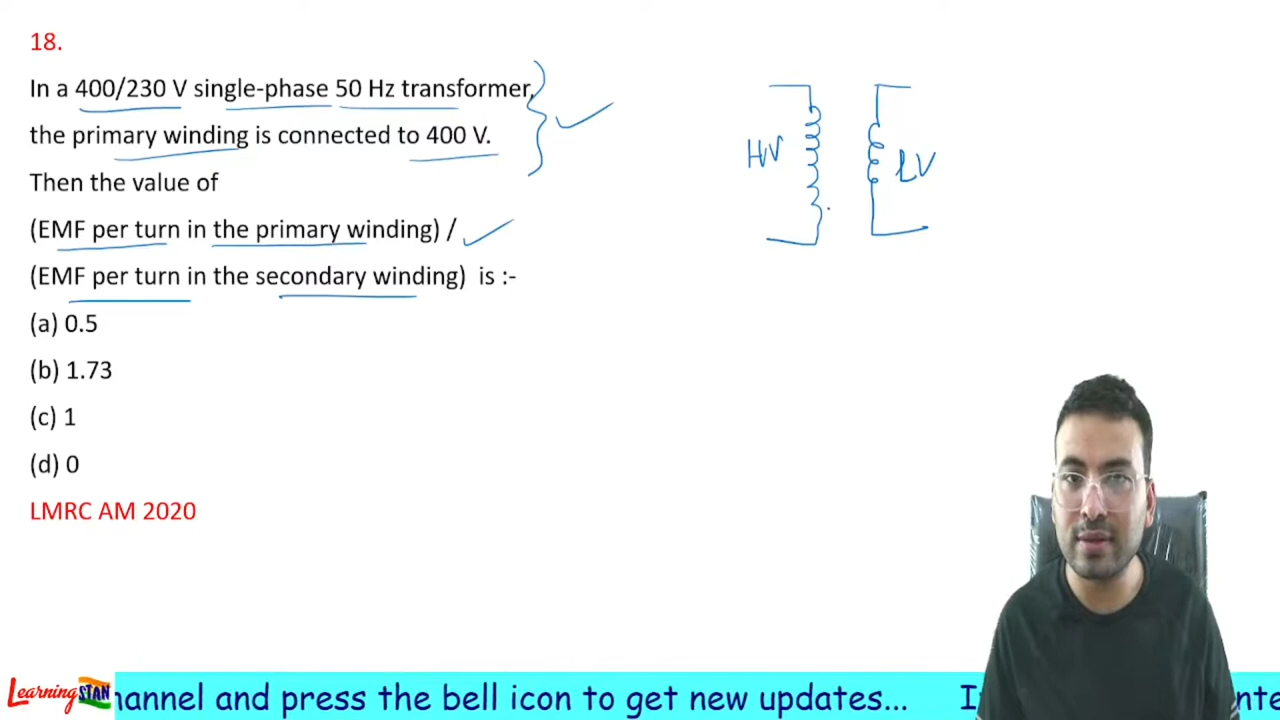 18.
In a 400/230 V single-phase 50 Hz transformer,
the primary winding is connected to 400 V.
Then the value of
(EMF per turn in the primary winding) /
(EMF per turn in the secondary winding) is :-
(a) 0.5
(b) 1.73
(c) 1
(d) 0
LMRC AM 2020
HV
LV
Learning STAN
hannel and press the bell icon to get new updates...